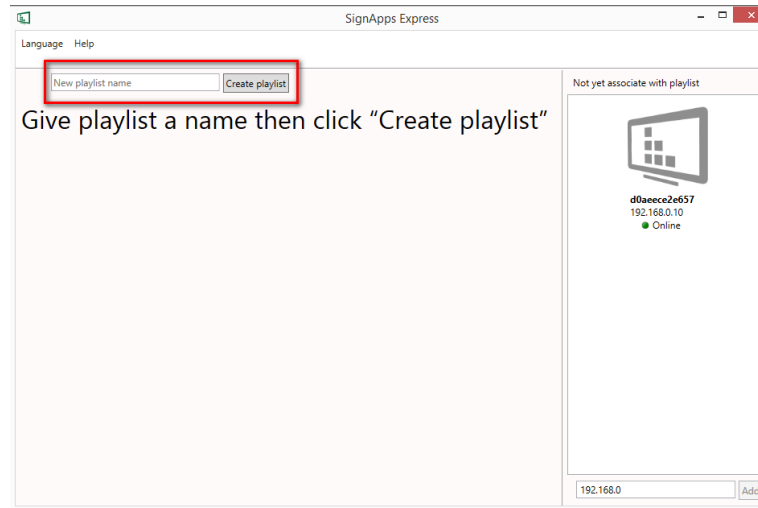 SignApps Express
Language Help
New playlist name Create playlist
Give playlist a name then click “Create playlist”
Not yet associate with playlist
d0aeece2e657
192.168.0.10
Online
192.168.0 Add